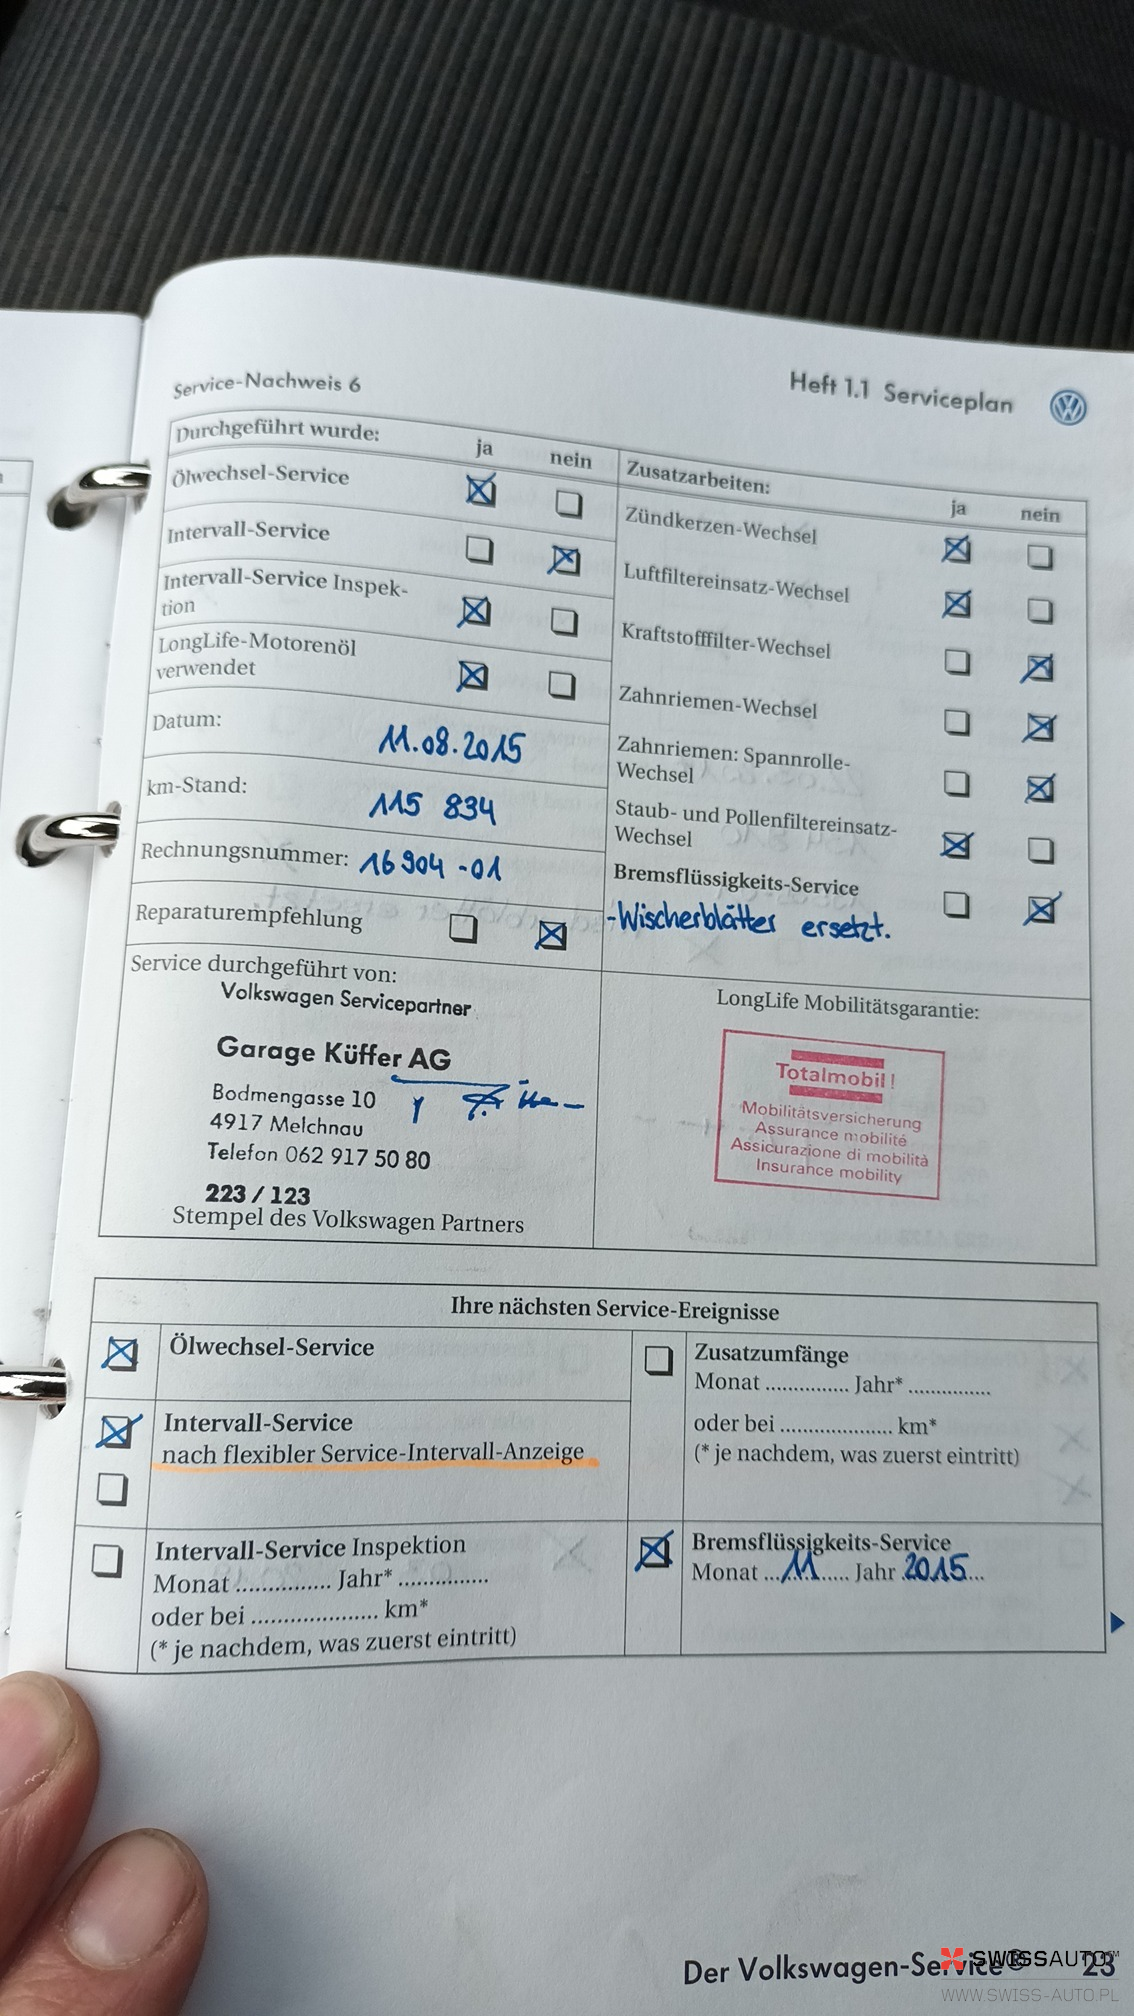 Service-Nachweis 6
Heft 1.1 Serviceplan
Durchgeführt wurde:
ja
nein
Ölwechsel-Service
Intervall-Service
Intervall-Service Inspek-
tion
LongLife-Motorenöl
verwendet
Datum:
11.08.2015
km-Stand:
115 834
Rechnungsnummer: 16904-01
Reparaturempfehlung
Zusatzarbeiten:
ja
nein
Zündkerzen-Wechsel
Luftfiltereinsatz-Wechsel
Kraftstofffilter-Wechsel
Zahnriemen-Wechsel
Zahnriemen: Spannrolle-
Wechsel
Staub- und Pollenfiltereinsatz-
Wechsel
Bremsflüssigkeits-Service
-Wischerblätter ersetzt.
Service durchgeführt von:
Volkswagen Servicepartner
Garage Küffer AG
Bodmengasse 10
4917 Melchnau
Telefon 062 917 50 80
223 / 123
Stempel des Volkswagen Partners
LongLife Mobilitätsgarantie:
Totalmobil!
Mobilitätsversicherung
Assurance mobilité
Assicurazione di mobilità
Insurance mobility
Ihre nächsten Service-Ereignisse
Ölwechsel-Service
Intervall-Service
nach flexibler Service-Intervall-Anzeige
Intervall-Service Inspektion
Monat .............. Jahr* ..............
oder bei .................... km*
(* je nachdem, was zuerst eintritt)
Zusatzumfänge
Monat .............. Jahr* ..............
oder bei .................... km*
(* je nachdem, was zuerst eintritt)
Bremsflüssigkeits-Service
Monat ...11..... Jahr 2015...
Der Volkswagen-Service® 23
SWISSAUTO™
WWW.SWISS-AUTO.PL